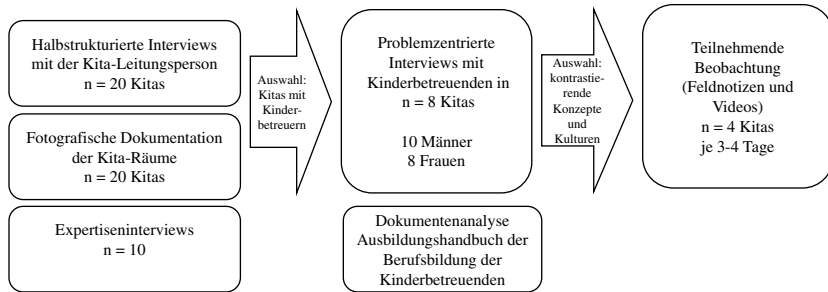 Halbstrukturierte Interviews
mit der Kita-Leitungsperson
n = 20 Kitas
Fotografische Dokumentation
der Kita-Räume
n = 20 Kitas
Expertiseninterviews
n = 10
Auswahl:
Kitas mit
Kinder-
betreuern
Problemzentrierte
Interviews mit
Kinderbetreuenden in
n = 8 Kitas
10 Männer
8 Frauen
Dokumentenanalyse
Ausbildungshandbuch der
Berufsbildung der
Kinderbetreuenden
Auswahl:
kontrastie-
rende
Konzepte
und
Kulturen
Teilnehmende
Beobachtung
(Feldnotizen und
Videos)
n = 4 Kitas
je 3-4 Tage